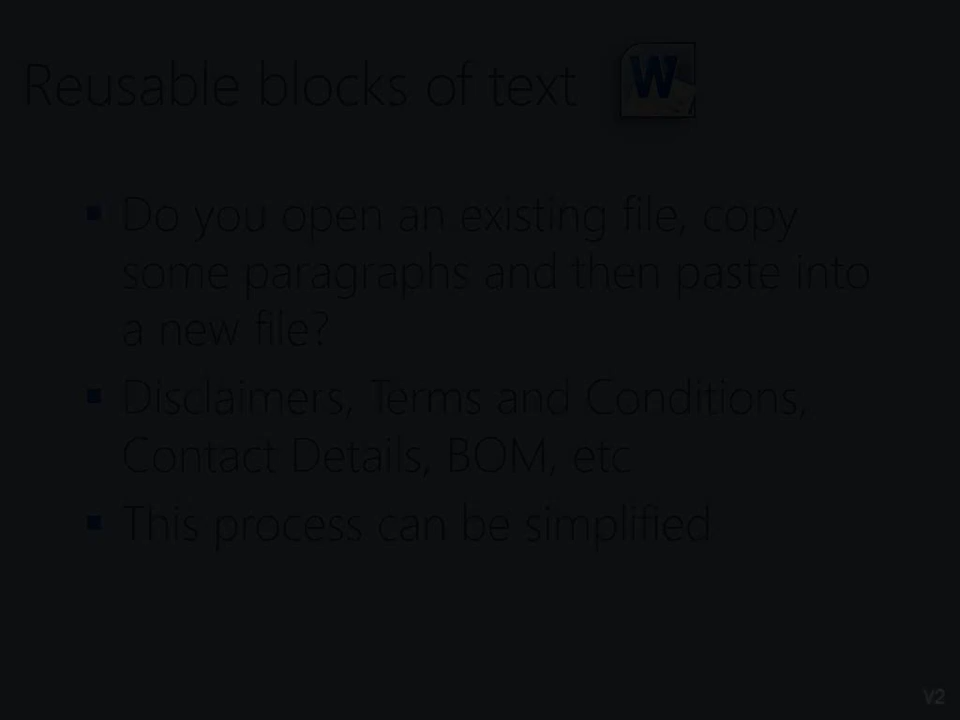 Reusable blocks of text
W
Do you open an existing file, copy
some paragraphs and then paste into
a new file?
Disclaimers, Terms and Conditions,
Contact Details, BOM, etc
This process can be simplified
V2